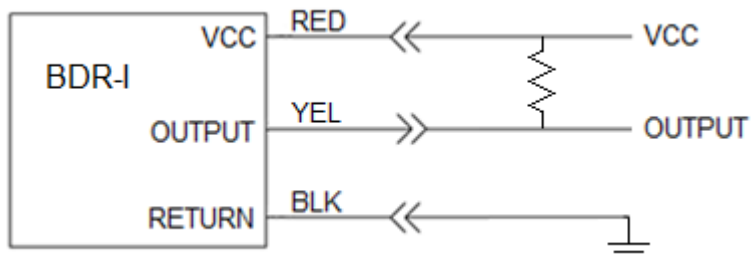 RED
VCC
VCC
BDR-I
YEL
OUTPUT
OUTPUT
BLK
RETURN